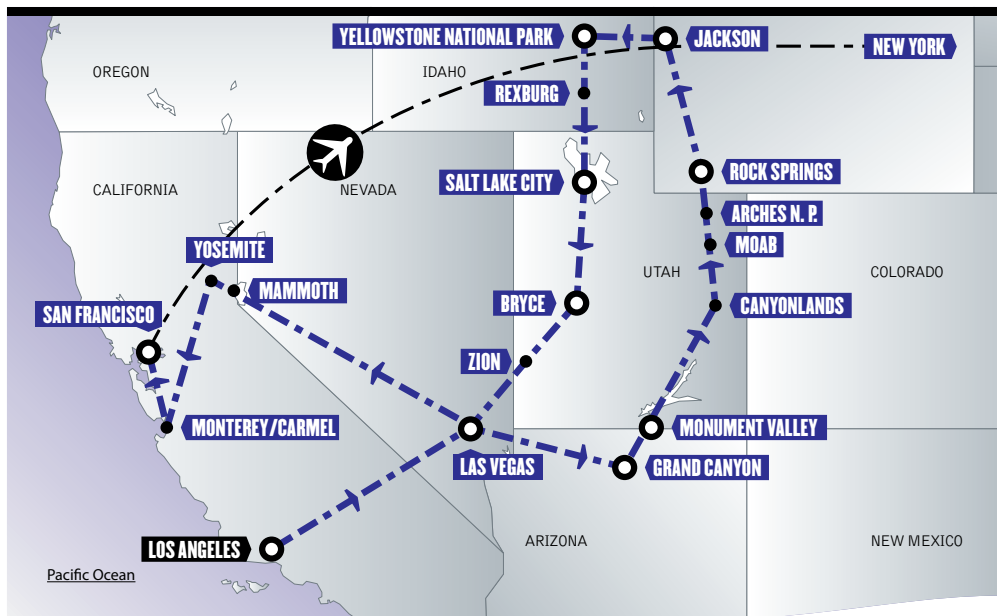 YELLOWSTONE NATIONAL PARK
JACKSON
NEW YORK
OREGON
IDAHO
REXBURG
CALIFORNIA
NEVADA
SALT LAKE CITY
ROCK SPRINGS
ARCHES N. P.
YOSEMITE
MOAB
UTAH
COLORADO
MAMMOTH
BRYCE
CANYONLANDS
SAN FRANCISCO
ZION
MONTEREY/CARMEL
MONUMENT VALLEY
LAS VEGAS
GRAND CANYON
LOS ANGELES
ARIZONA
NEW MEXICO
Pacific Ocean